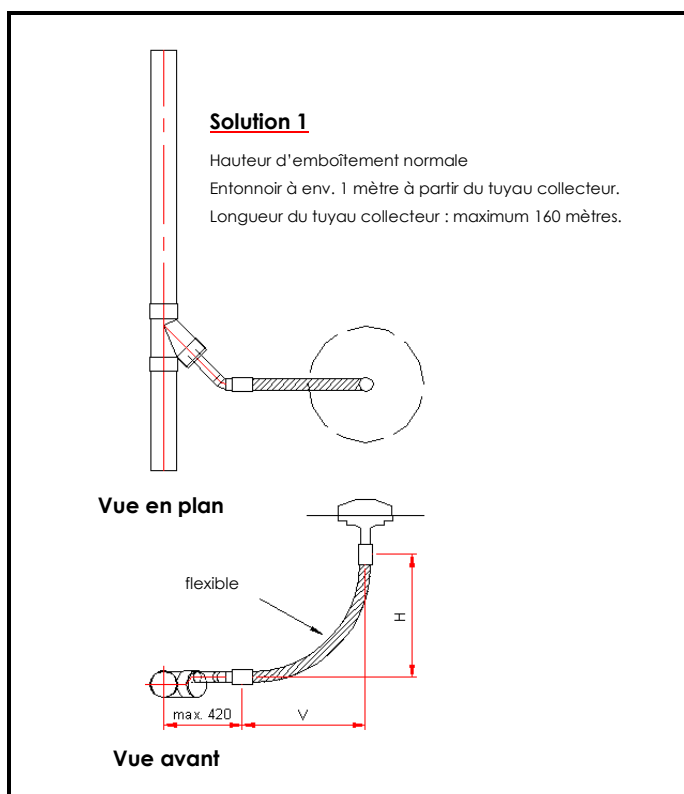 Solution 1
Hauteur d'emboîtement normale
Entonnoir à env. 1 mètre à partir du tuyau collecteur.
Longueur du tuyau collecteur : maximum 160 mètres.
Vue en plan
flexible
H
max. 420
V
Vue avant